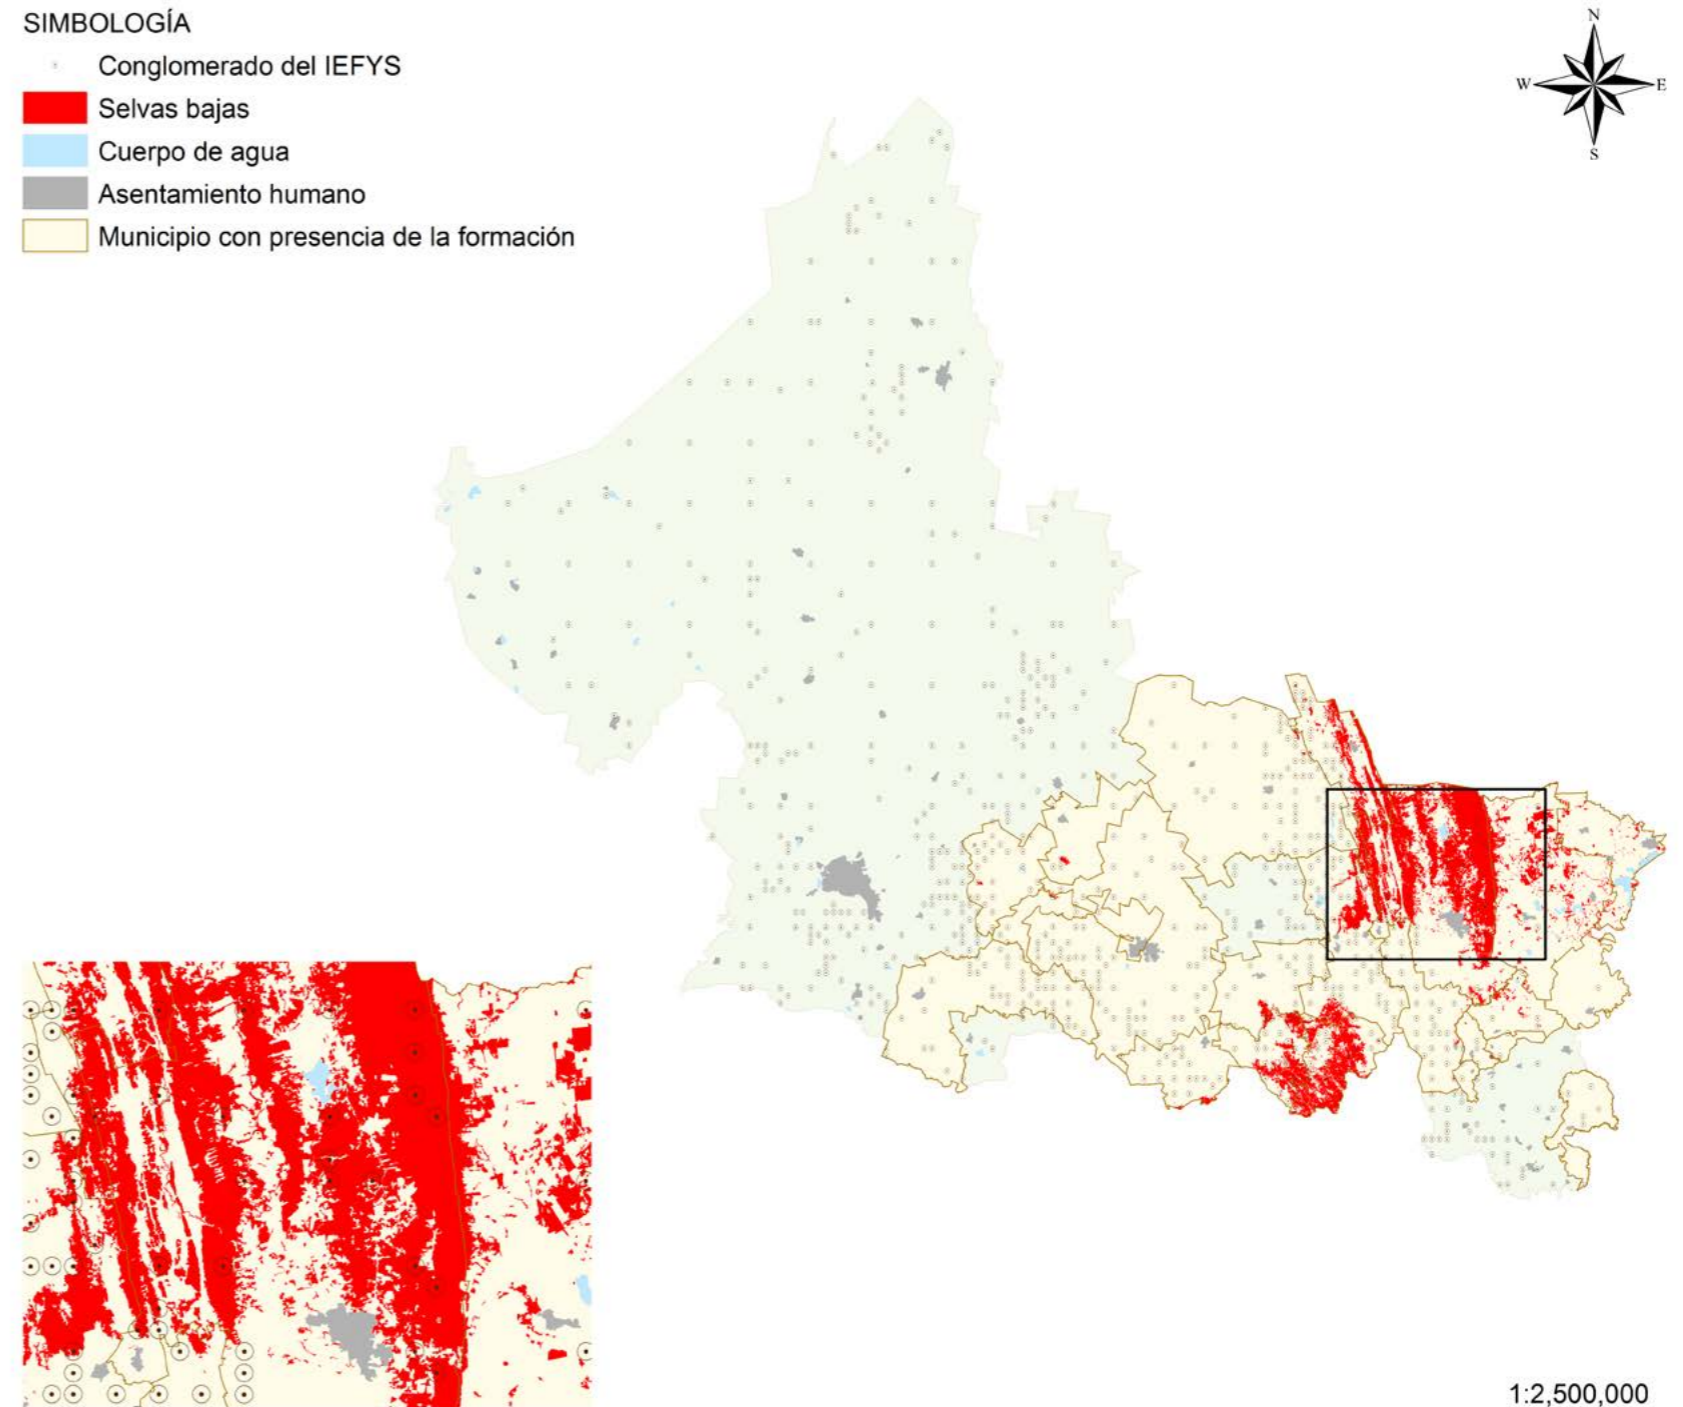 SIMBOLOGÍA
Conglomerado del IEFYS
Selvas bajas
Cuerpo de agua
Asentamiento humano
Municipio con presencia de la formación
N
W E
S
1:2,500,000